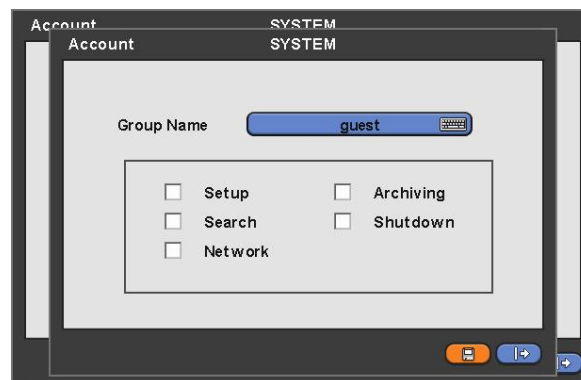 Account SYSTEM
Account SYSTEM
Group Name guest
Setup Archiving
Search Shutdown
Network